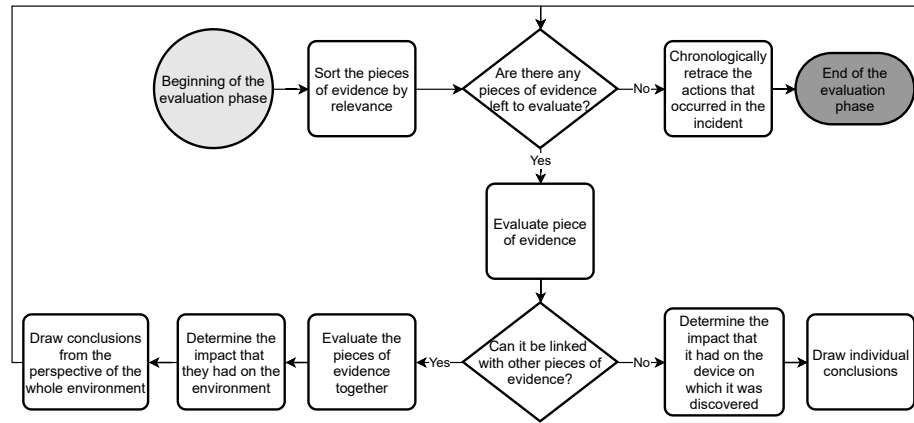 Beginning of the
evaluation phase
Sort the pieces
of evidence by
relevance
Are there any
pieces of evidence
left to evaluate?
No
Chronologically
retrace the
actions that
occurred in the
incident
End of the
evaluation
phase
Yes
Evaluate piece
of evidence
Can it be linked
with other pieces of
evidence?
Yes
Evaluate the
pieces of
evidence
together
Determine the
impact that
they had on the
environment
Draw conclusions
from the
perspective of the
whole environment
No
Determine the
impact that
it had on the
device on
which it was
discovered
Draw individual
conclusions